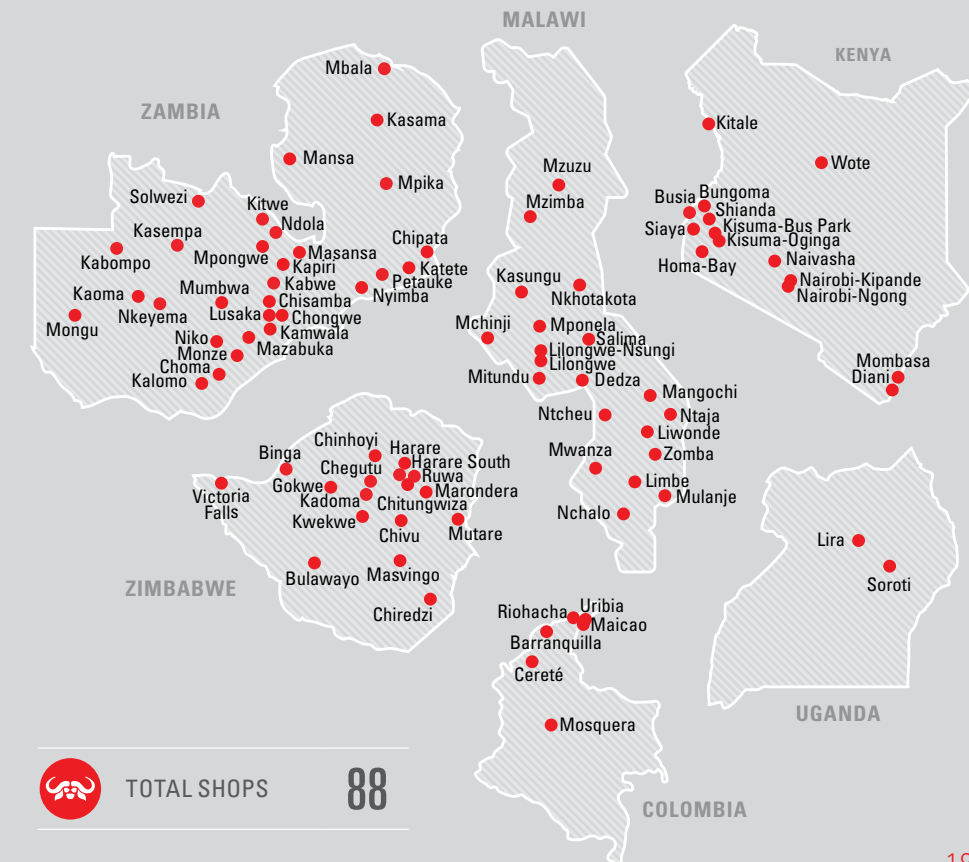 MALAWI
KENYA
ZAMBIA
Mbala
Kasama
Mansa
Mpika
Solwezi
Kitwe
Ndola
Kasempa
Kabompo
Mpongwe
Masansa
Kapiri
Chipata
Katete
Petauke
Nyimba
Kabwe
Kaoma
Mumbwa
Chisamba
Nkeyema
Lusaka
Chongwe
Mongu
Kamwala
Niko
Mazabuka
Monze
Choma
Kalomo
Mzuzu
Mzimba
Kasungu
Nkhotakota
Mchinji
Mponela
Salima
Lilongwe-Nsungi
Lilongwe
Mitundu
Dedza
Mangochi
Ntcheu
Ntaja
Liwonde
Mwanza
Zomba
Limbe
Mulanje
Nchalo
Kitale
Wote
Busia
Bungoma
Shianda
Siaya
Kisuma-Bus Park
Kisuma-Oginga
Homa-Bay
Naivasha
Nairobi-Kipande
Nairobi-Ngong
Mombasa
Diani
Chinhoyi
Harare
Binga
Harare South
Chegutu
Ruwa
Victoria
Falls
Gokwe
Marondera
Kadoma
Chitungwiza
Kwekwe
Chivu
Mutare
Bulawayo
Masvingo
ZIMBABWE
Chiredzi
Lira
Soroti
UGANDA
Riohacha
Uribia
Maicao
Barranquilla
Cereté
Mosquera
COLOMBIA
TOTAL SHOPS 88